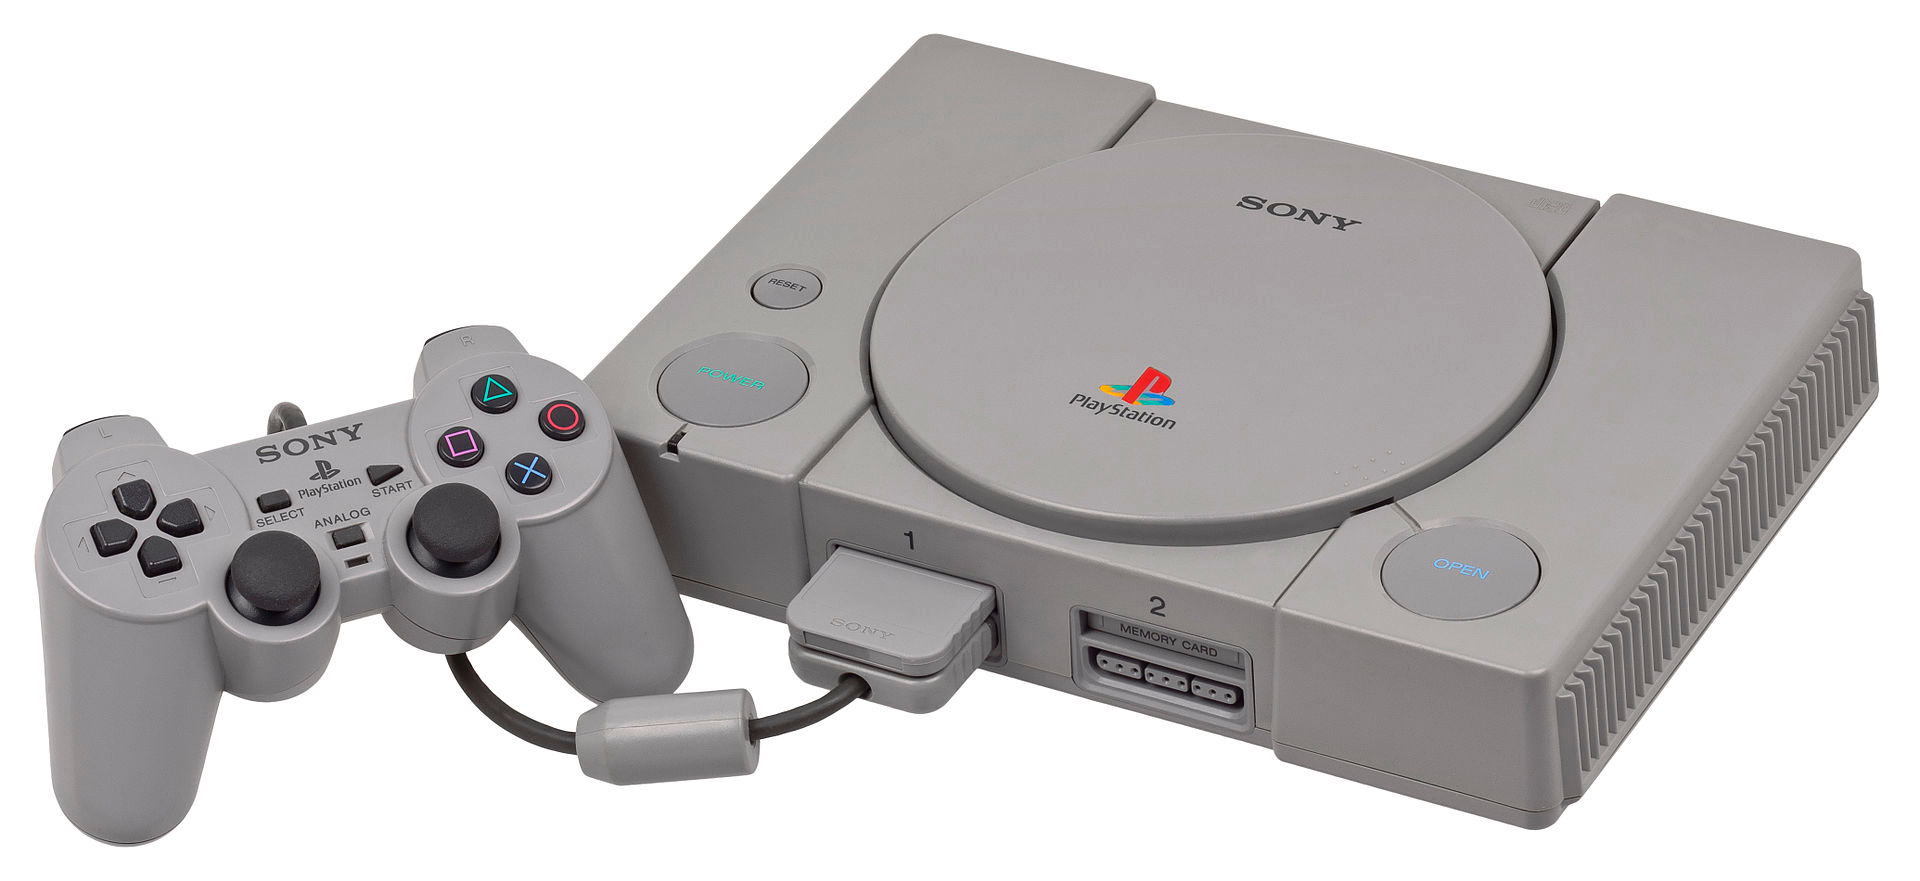 SONY
RESET
POWER
PlayStation
OPEN
1
2
MEMORY CARD
SONY
L
R
SONY
PlayStation
SELECT
START
ANALOG